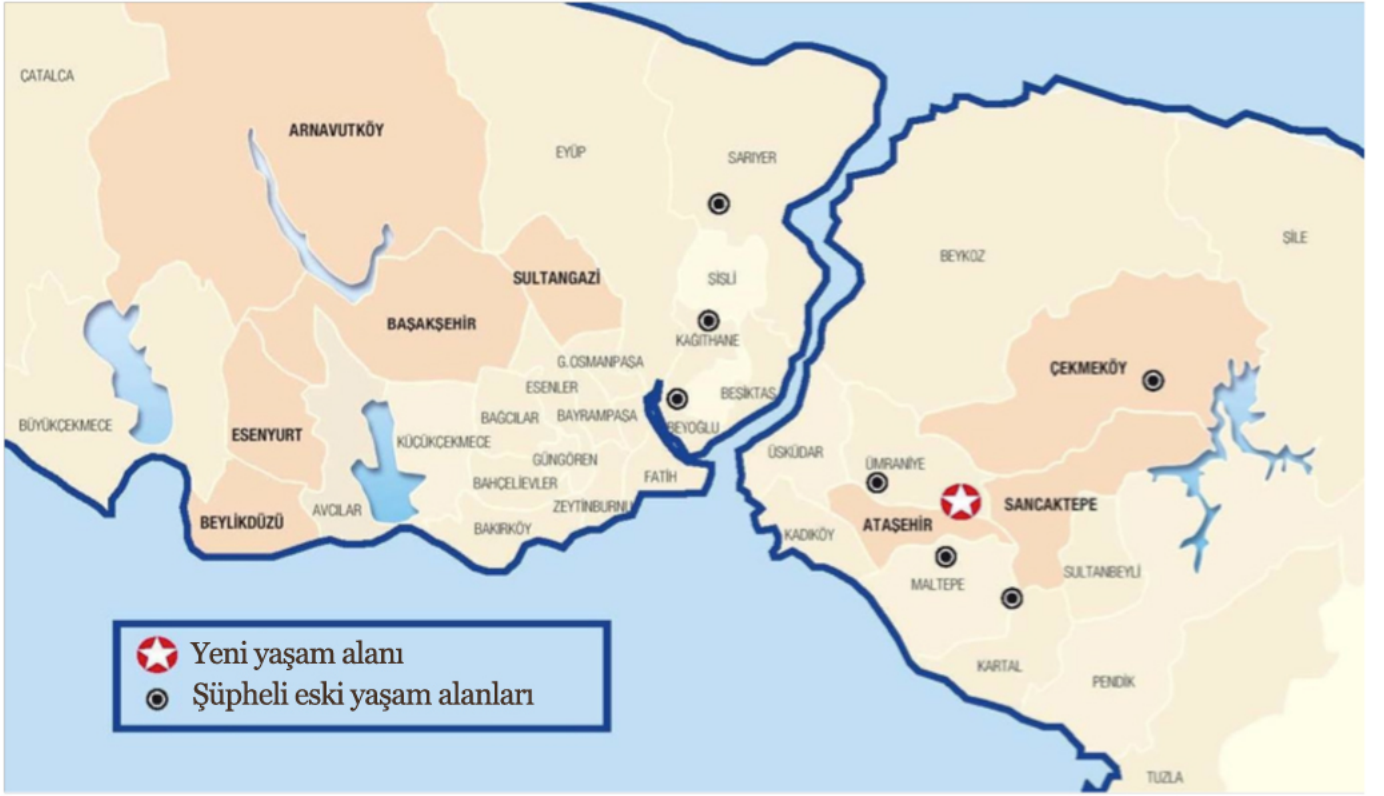 ÇATALCA
ARNAVUTKÖY
EYÜP
SARIYER
ŞİLE
BEYKOZ
SULTANGAZİ
ŞİŞLİ
BAŞAKŞEHİR
KAĞITHANE
G.OSMANPAŞA
ÇEKMEKÖY
ESENLER
BEŞİKTAŞ
BÜYÜKÇEKMECE
BAĞCILAR
BAYRAMPAŞA
BEYOĞLU
ESENYURT
KÜÇÜKÇEKMECE
ÜSKÜDAR
GÜNGÖREN
ÜMRANİYE
BAHÇELİEVLER
FATİH
ZEYTİNBURNU
SANCAKTEPE
AVCILAR
BEYLİKDÜZÜ
BAKIRKÖY
ATAŞEHİR
KADIKÖY
SULTANBEYLİ
MALTEPE
Yeni yaşam alanı
KARTAL
PENDİK
Şüpheli eski yaşam alanları
TUZLA